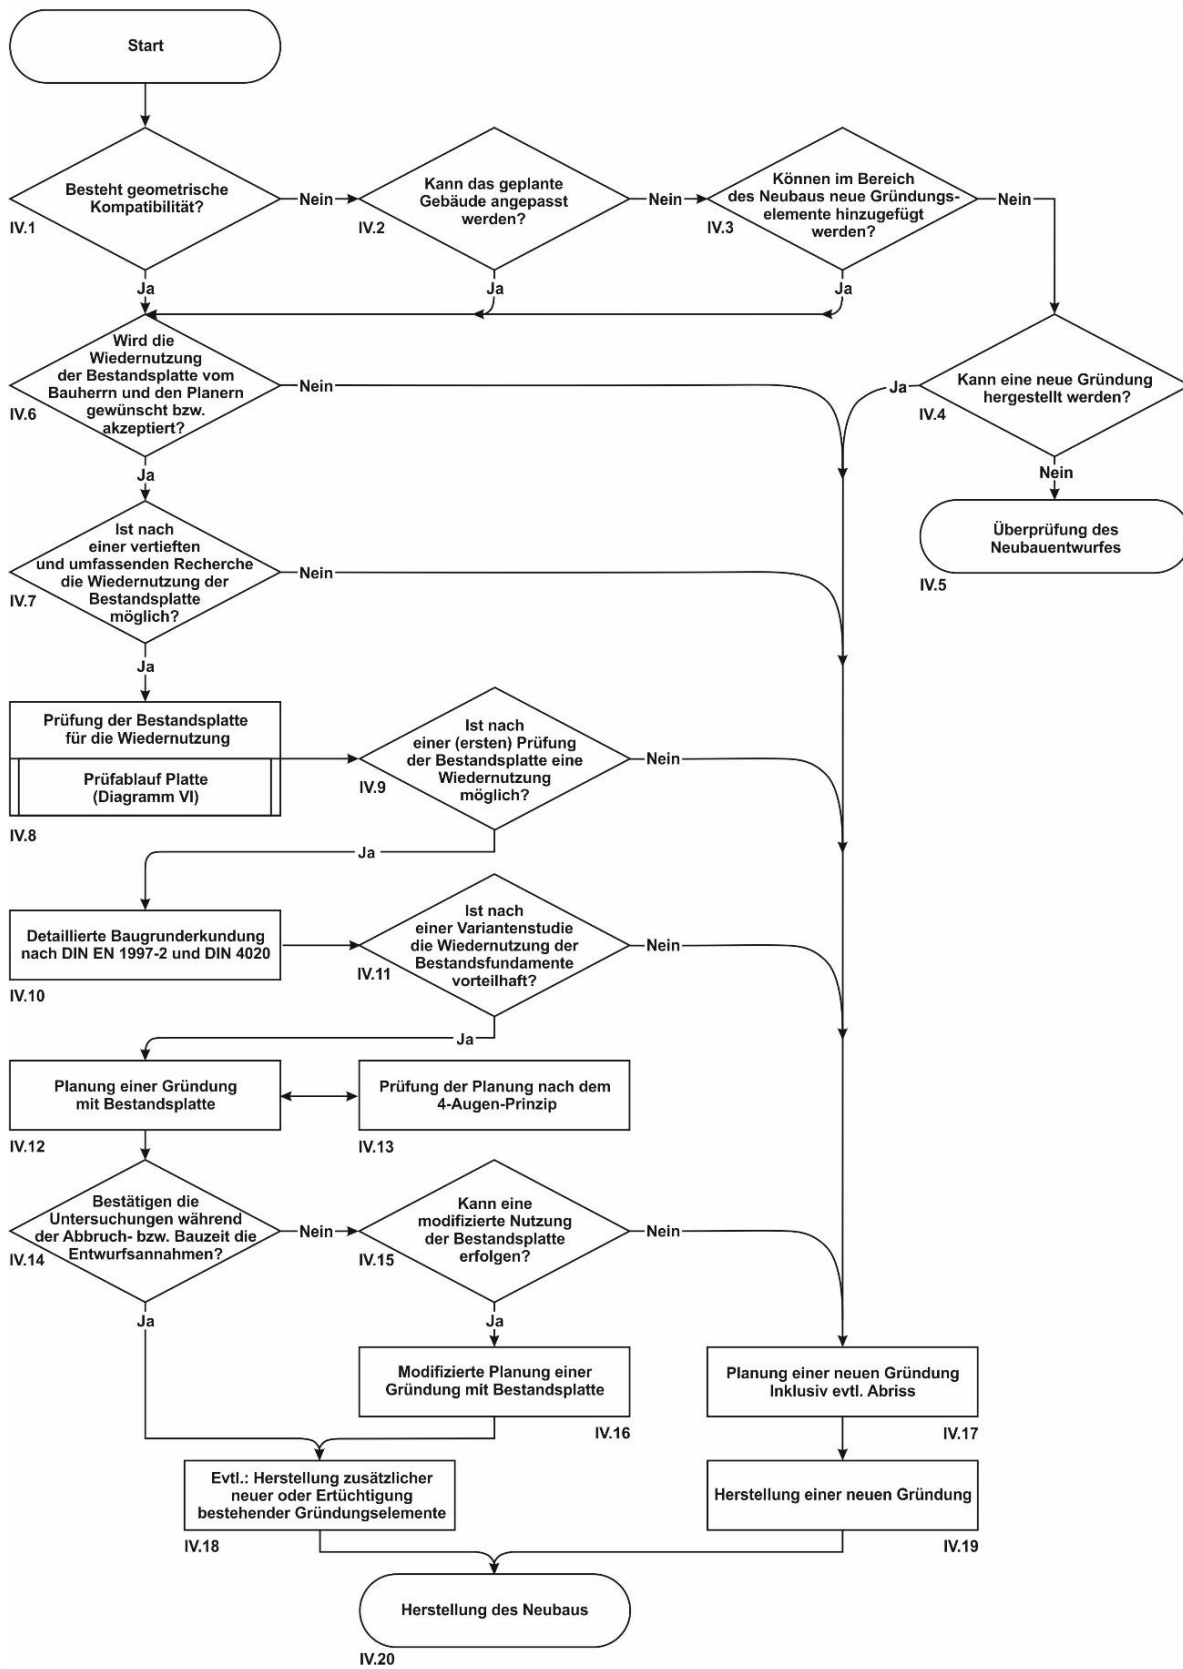 Start
Besteht geometrische
Kompatibilität?
IV.1
Nein
Kann das geplante
Gebäude angepasst
werden?
IV.2
Nein
Können im Bereich
des Neubaus neue Gründungs-
elemente hinzugefügt
werden?
IV.3
Nein
Ja
Ja
Ja
Wird die
Wiedernutzung
der Bestandsplatte vom
Bauherrn und den Planern
gewünscht bzw.
akzeptiert?
IV.6
Nein
Ja
Kann eine neue Gründung
hergestellt werden?
IV.4
Ja
Nein
Ist nach
einer vertieften
und umfassenden Recherche
die Wiedernutzung der
Bestandsplatte
möglich?
IV.7
Nein
Überprüfung des
Neubauentwurfes
IV.5
Ja
Prüfung der Bestandsplatte
für die Wiedernutzung
Prüfablauf Platte
(Diagramm VI)
IV.8
Ist nach
einer (ersten) Prüfung
der Bestandsplatte eine
Wiedernutzung
möglich?
IV.9
Nein
Ja
Detaillierte Baugrunderkundung
nach DIN EN 1997-2 und DIN 4020
IV.10
Ist nach
einer Variantenstudie
die Wiedernutzung der
Bestandsfundamente
vorteilhaft?
IV.11
Nein
Ja
Planung einer Gründung
mit Bestandsplatte
IV.12
Prüfung der Planung nach dem
4-Augen-Prinzip
IV.13
Bestätigen die
Untersuchungen während
der Abbruch- bzw. Bauzeit die
Entwurfsannahmen?
IV.14
Nein
Kann eine
modifizierte Nutzung
der Bestandsplatte
erfolgen?
IV.15
Nein
Ja
Ja
Modifizierte Planung einer
Gründung mit Bestandsplatte
IV.16
Planung einer neuen Gründung
Inklusiv evtl. Abriss
IV.17
Evtl.: Herstellung zusätzlicher
neuer oder Ertüchtigung
bestehender Gründungselemente
IV.18
Herstellung einer neuen Gründung
IV.19
Herstellung des Neubaus
IV.20